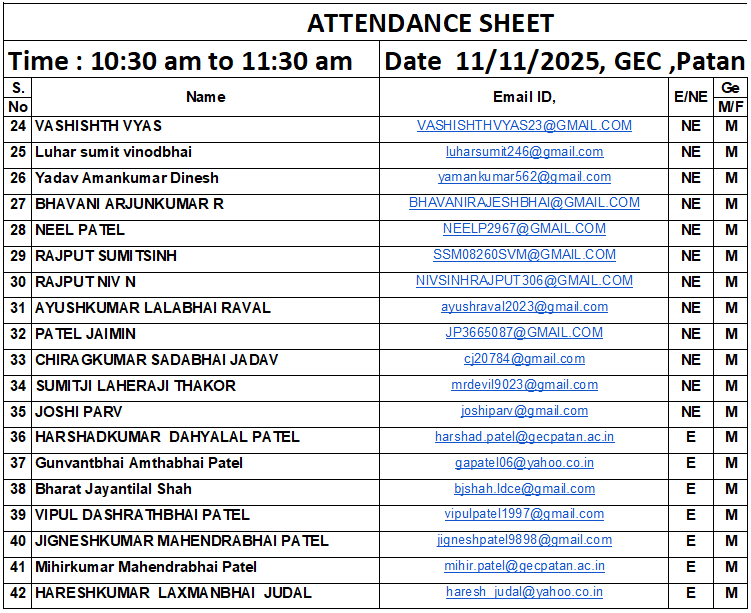 ATTENDANCE SHEET
Time : 10:30 am to 11:30 am Date 11/11/2025, GEC ,Patan
S. No Name Email ID, E/NE Ge M/F
24 VASHISHTH VYAS VASHISHTHVYAS23@GMAIL.COM NE M
25 Luhar sumit vinodbhai luharsumit246@gmail.com NE M
26 Yadav Amankumar Dinesh yamankumar562@gmail.com NE M
27 BHAVANI ARJUNKUMAR R BHAVANIRAJESHBHAI@GMAIL.COM NE M
28 NEEL PATEL NEELP2967@GMAIL.COM NE M
29 RAJPUT SUMITSINH SSM08260SVM@GMAIL.COM NE M
30 RAJPUT NIV N NIVSINHRAJPUT306@GMAIL.COM NE M
31 AYUSHKUMAR LALABHAI RAVAL ayushraval2023@gmail.com NE M
32 PATEL JAIMIN JP3665087@GMAIL.COM NE M
33 CHIRAGKUMAR SADABHAI JADAV cj20784@gmail.com NE M
34 SUMITJI LAHERAJI THAKOR mrdevil9023@gmail.com NE M
35 JOSHI PARV joshiparv@gmail.com NE M
36 HARSHADKUMAR DAHYALAL PATEL harshad.patel@gecpatan.ac.in E M
37 Gunvantbhai Amthabhai Patel gapatel06@yahoo.co.in E M
38 Bharat Jayantilal Shah bjshah.ldce@gmail.com E M
39 VIPUL DASHRATHBHAI PATEL vipulpatel1997@gmail.com E M
40 JIGNESHKUMAR MAHENDRABHAI PATEL jigneshpatel9898@gmail.com E M
41 Mihirkumar Mahendrabhai Patel mihir.patel@gecpatan.ac.in E M
42 HARESHKUMAR LAXMANBHAI JUDAL haresh_judal@yahoo.co.in E M